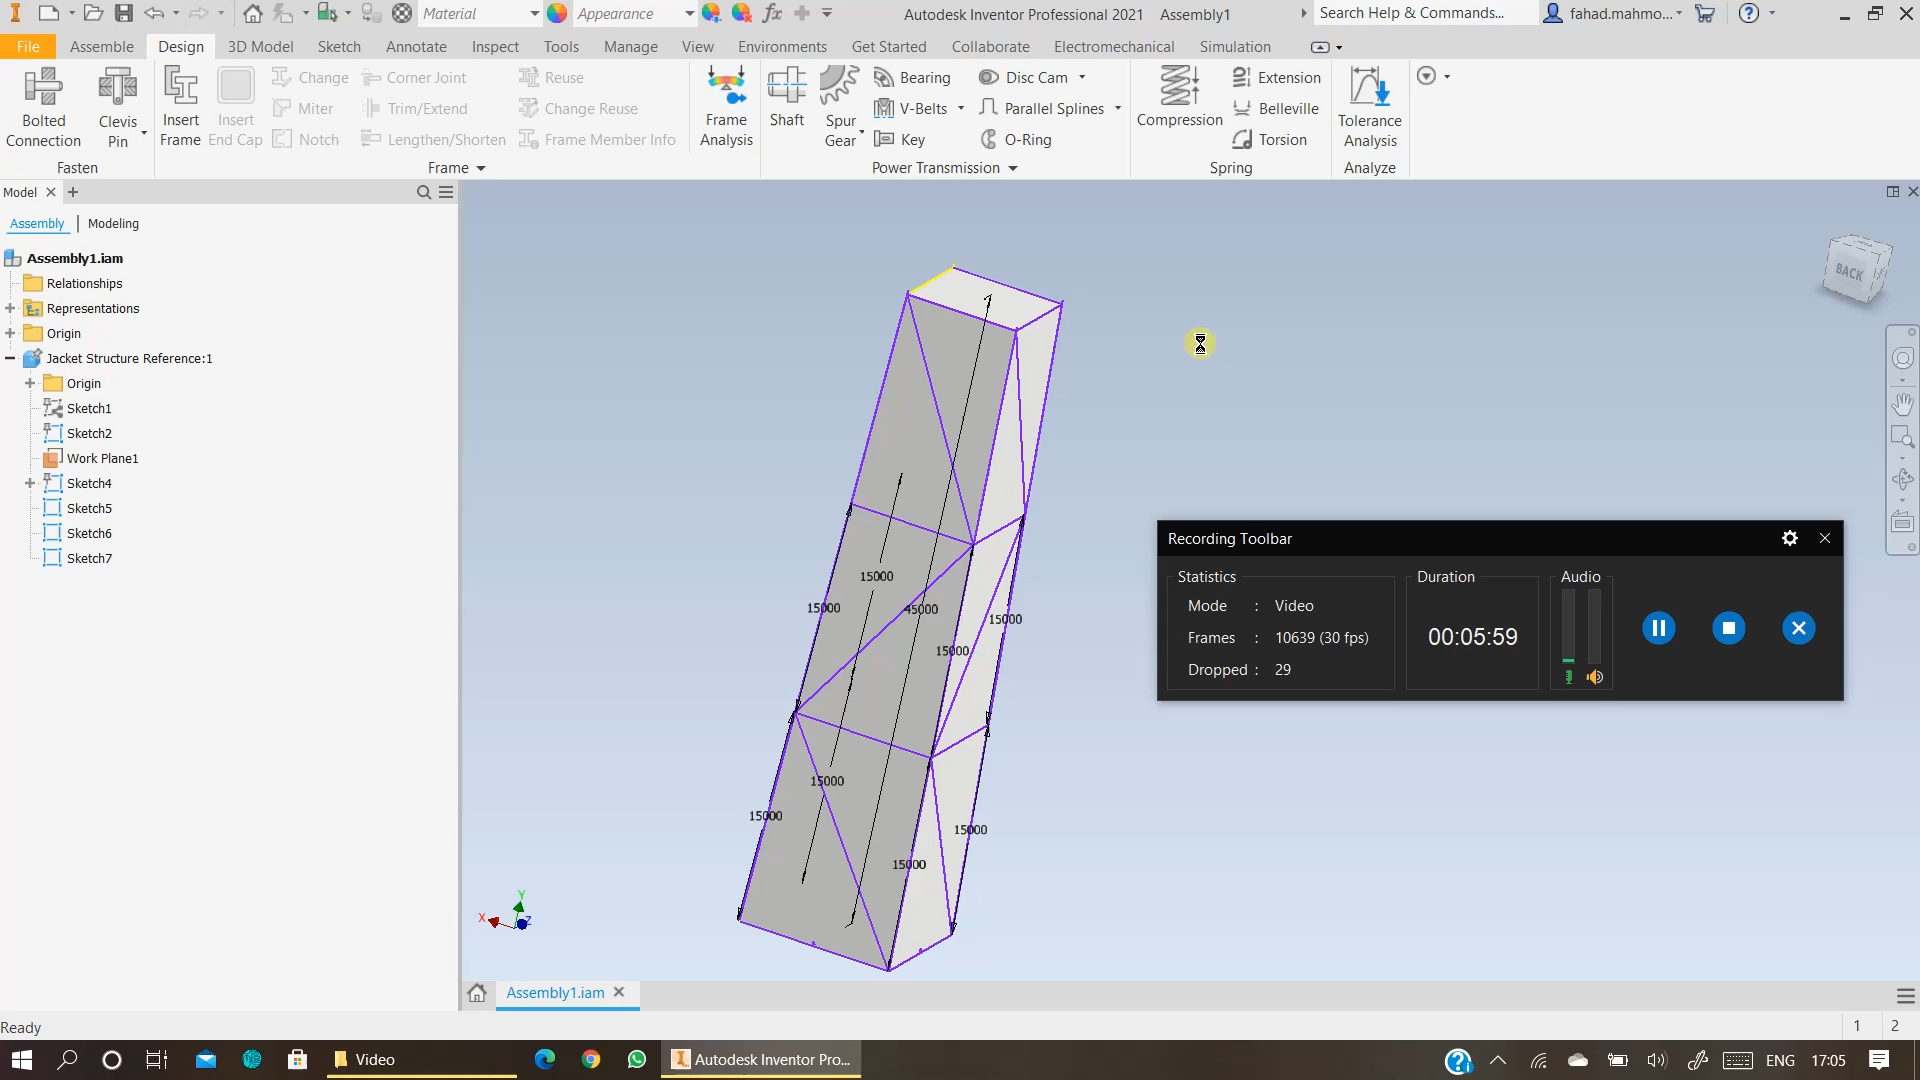 Material
Appearance
Autodesk Inventor Professional 2021 Assembly1
Search Help & Commands...
fahad.mahmo...
File Assemble Design 3D Model Sketch Annotate Inspect Tools Manage View Environments Get Started Collaborate Electromechanical Simulation
Bolted Connection
Clevis Pin
Fasten
Insert Frame
Insert End Cap
Change
Miter
Notch
Corner Joint
Trim/Extend
Lengthen/Shorten
Reuse
Change Reuse
Frame Member Info
Frame
Frame Analysis
Shaft
Spur Gear
Bearing
V-Belts
Key
Disc Cam
Parallel Splines
O-Ring
Power Transmission
Compression
Extension
Belleville
Torsion
Spring
Tolerance Analysis
Analyze
Model
Assembly | Modeling
Assembly1.iam
Relationships
Representations
Origin
Jacket Structure Reference:1
Origin
Sketch1
Sketch2
Work Plane1
Sketch4
Sketch5
Sketch6
Sketch7
BACK
15000
15000
45000
15000
15000
15000
15000
15000
15000
X
Y
Z
Recording Toolbar
Statistics
Mode : Video
Frames : 10639 (30 fps)
Dropped : 29
Duration
00:05:59
Audio
Assembly1.iam
Ready
1 2
Video
Autodesk Inventor Pro...
ENG
17:05